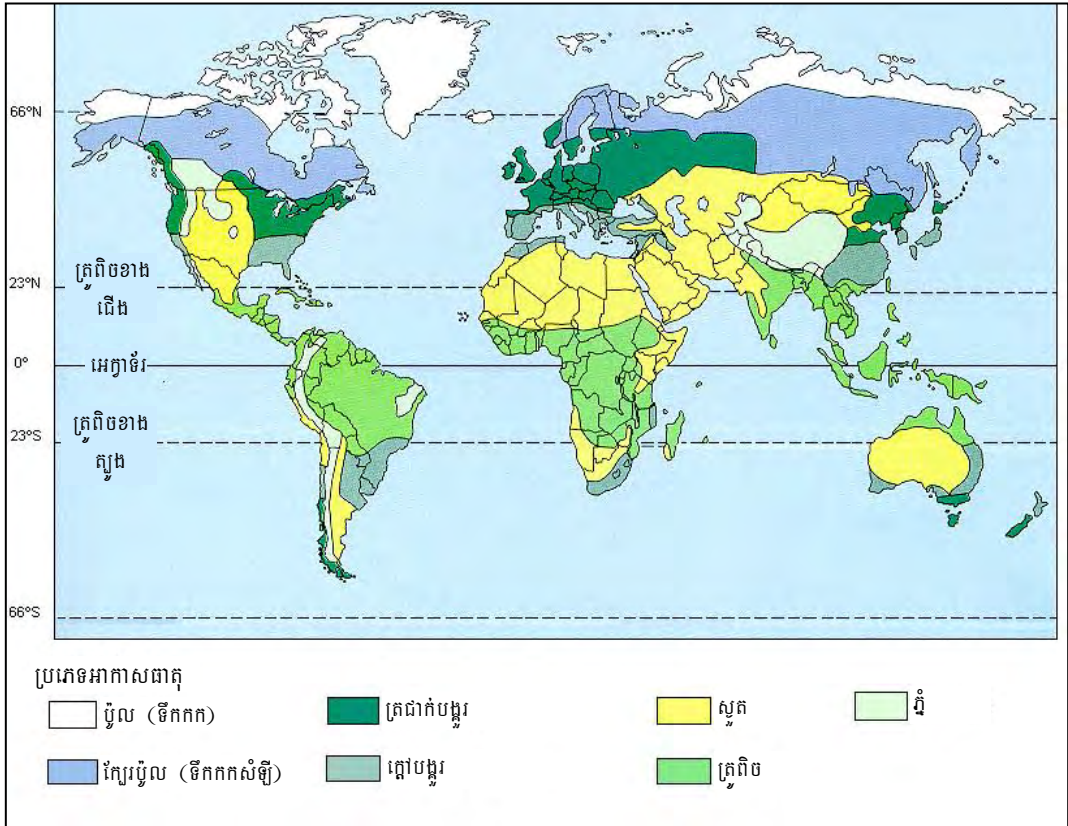 66°N
ត្រូពិចខាង
ជើង
23°N
0°
អេក្វាទ័រ
ត្រូពិចខាង
ត្បូង
23°S
66°S
ប្រភេទអាកាសធាតុ
ប៉ូល (ទឹកកក)
ត្រជាក់បង្គួរ
ស្ងួត
ភ្នំ
ក្បែរប៉ូល (ទឹកកកសំឡី)
ក្តៅបង្គួរ
ត្រូពិច